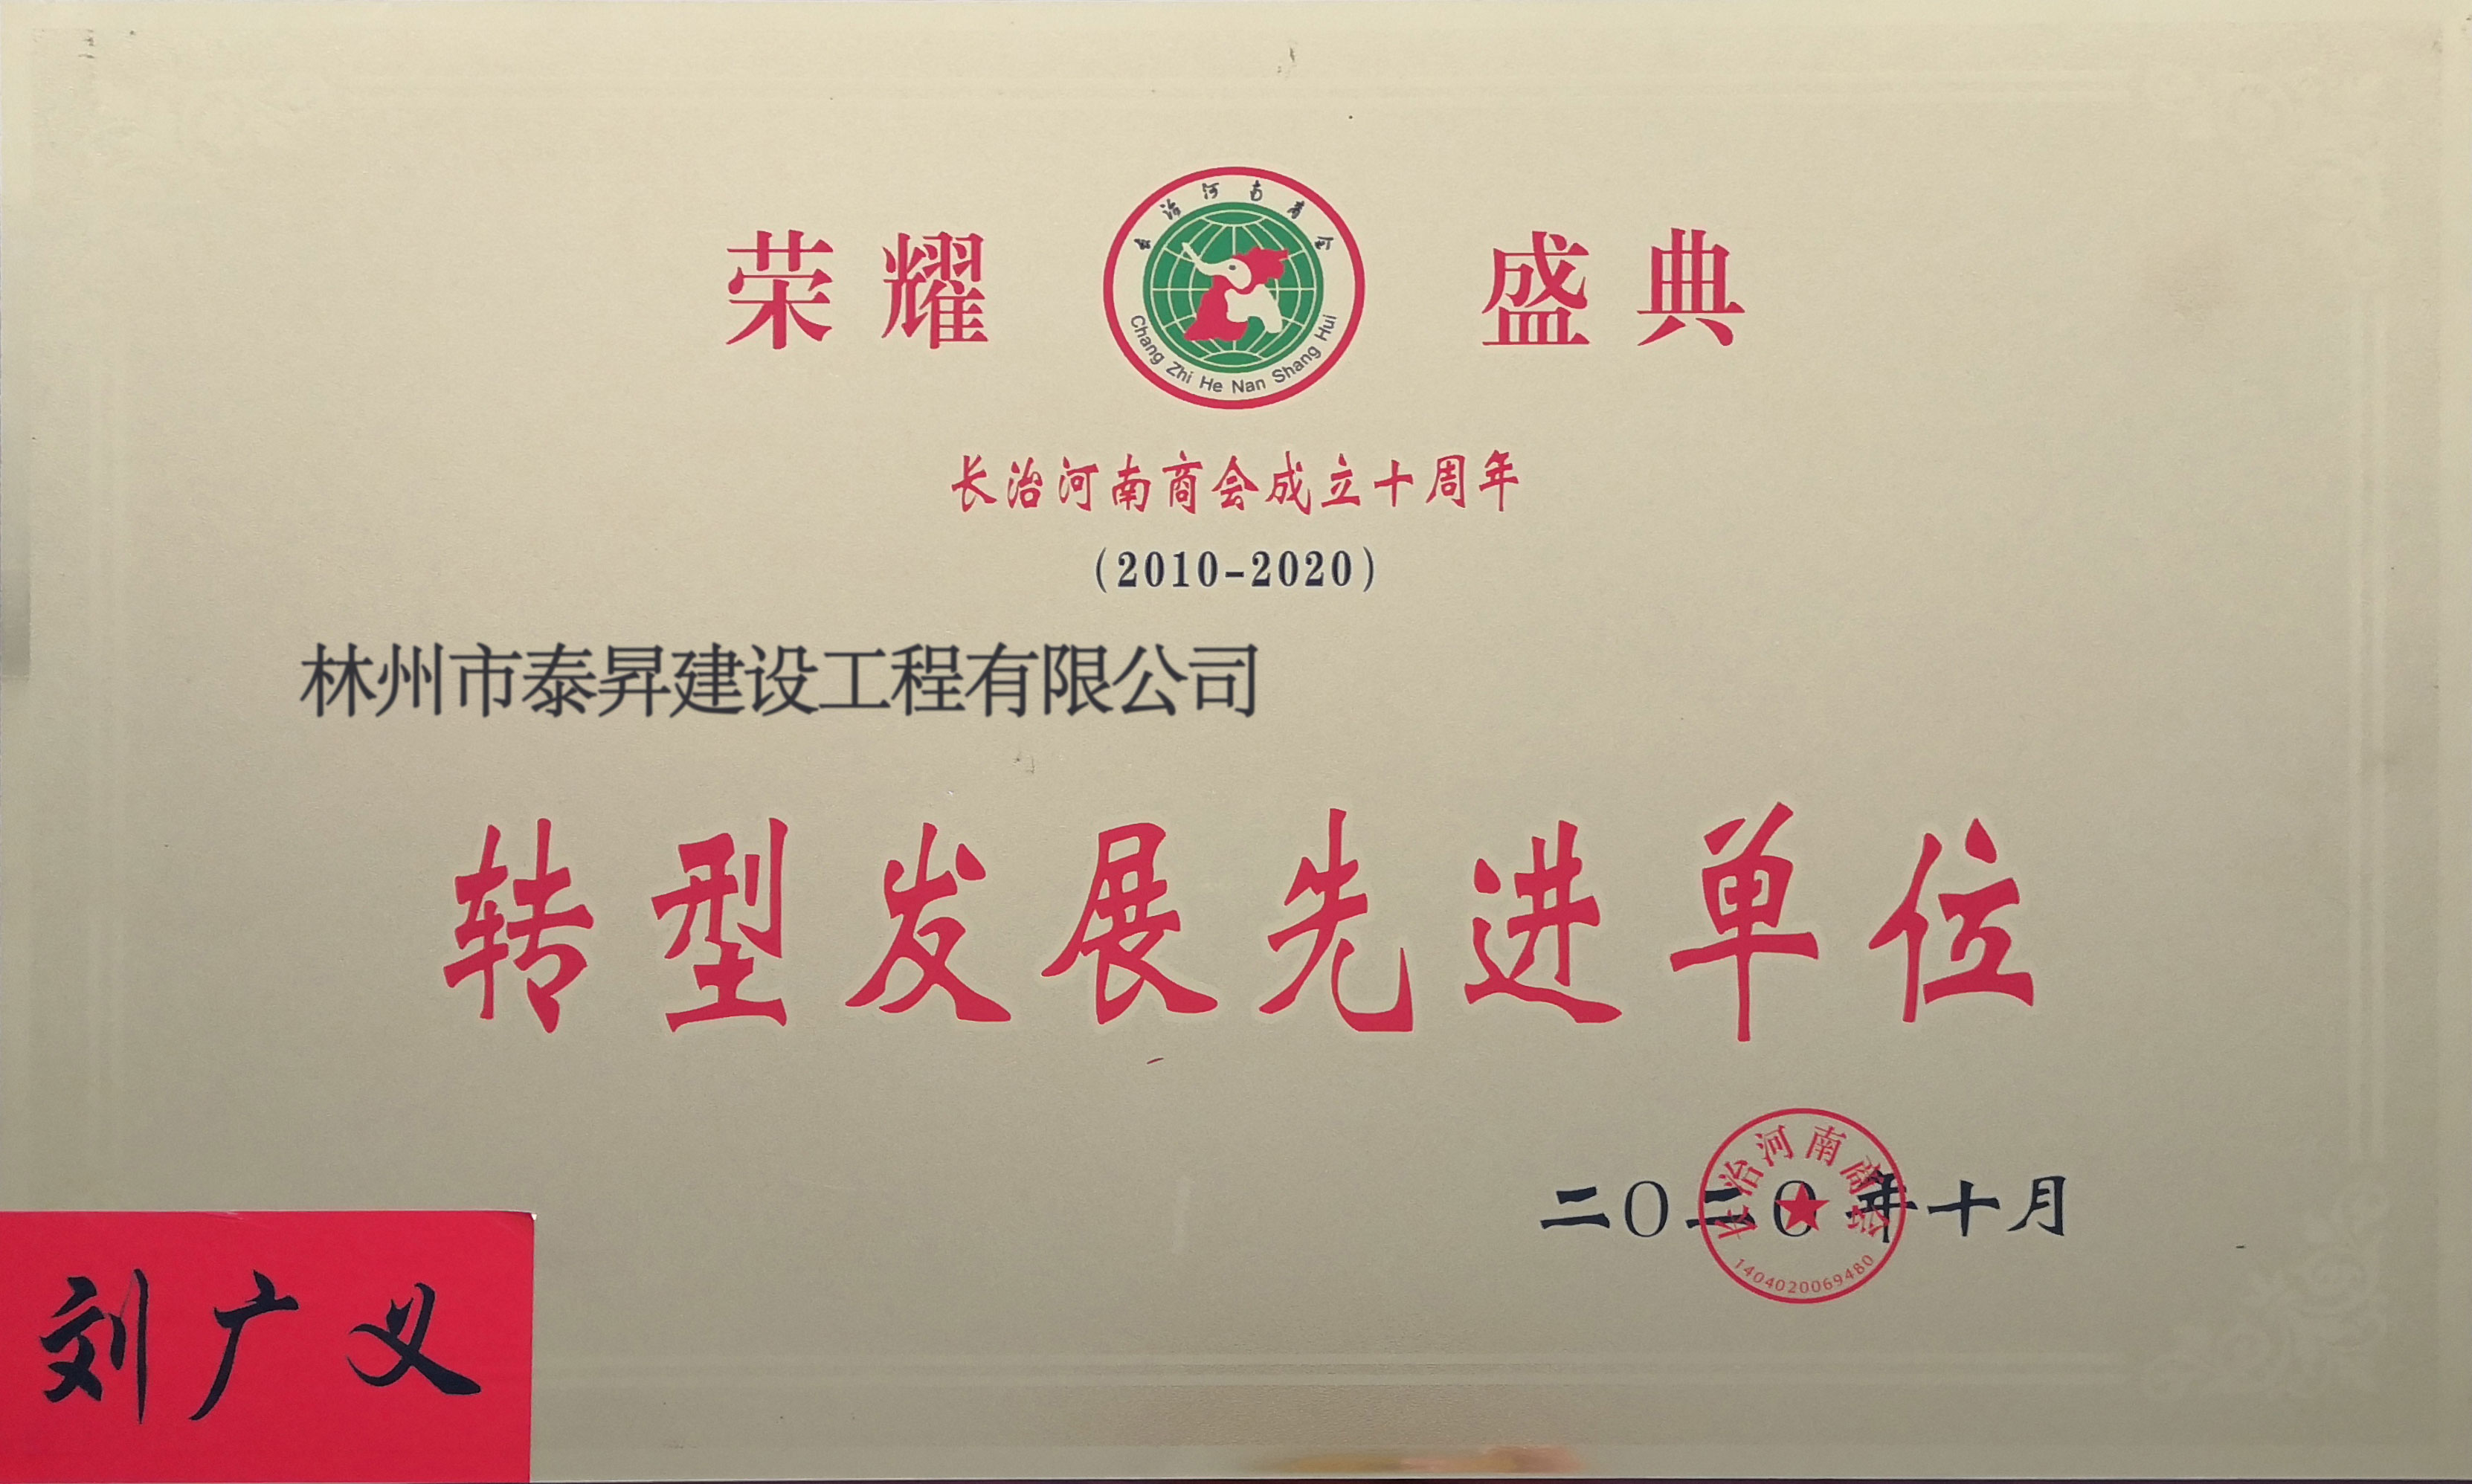 荣耀 盛典
长治河南商会
Chang Zhi He Nan Shang Hui
长治河南商会成立十周年
(2010-2020)
林州市泰昇建设工程有限公司
转型发展先进单位
长治河南商会
二〇二〇年十月
1404020069480
刘广义